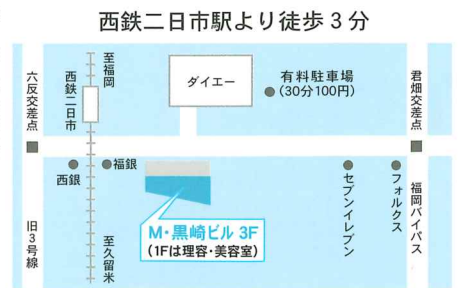 西鉄二日市駅より徒歩3分
六反交差点
至福岡
西鉄二日市
ダイエー
有料駐車場
(30分100円)
君畑交差点
西銀
福銀
セブンイレブン
フォルクス
福岡バイパス
旧3号線
至久留米
M・黒崎ビル 3F
(1Fは理容・美容室)